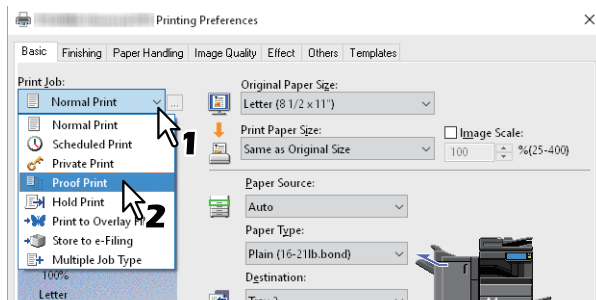 Printing Preferences
Basic Finishing Paper Handling Image Quality Effect Others Templates
Print Job:
Normal Print ...
Normal Print
Scheduled Print
Private Print
Proof Print
Hold Print
Print to Overlay
Store to e-Filing
Multiple Job Type
100%
Letter
1
2
Original Paper Size:
Letter (8 1/2 x 11")
Print Paper Size:
Same as Original Size
Image Scale:
100 %(25-400)
Paper Source:
Auto
Paper Type:
Plain (16-21lb.bond)
Destination: